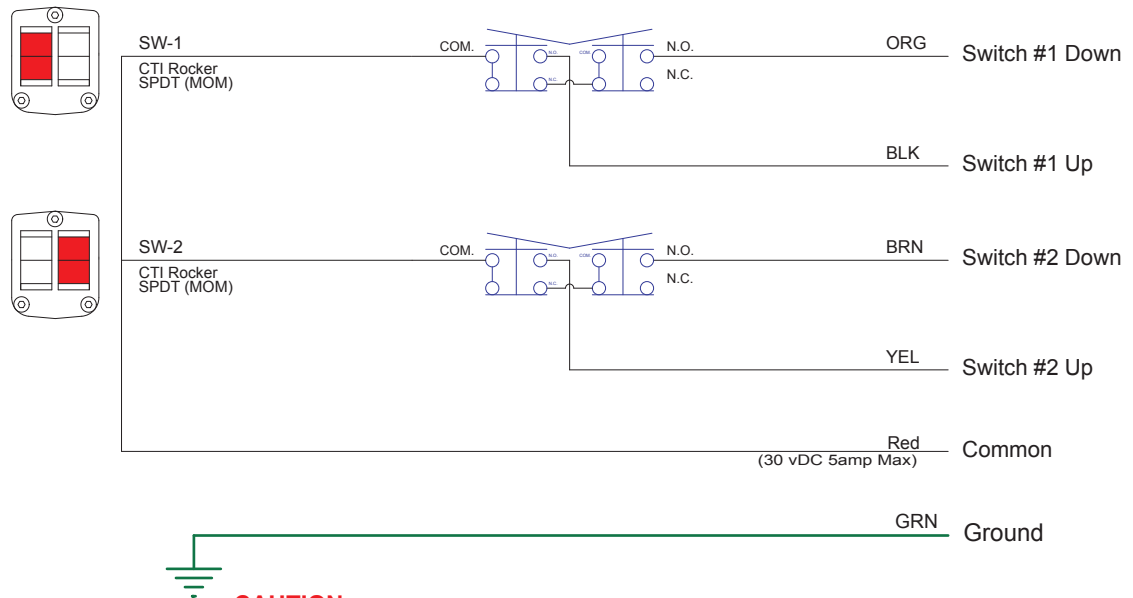 SW-1
CTI Rocker
SPDT (MOM)
COM.
N.O.
N.C.
COM.
N.C.
N.O.
N.C.
ORG
Switch #1 Down
BLK
Switch #1 Up
SW-2
CTI Rocker
SPDT (MOM)
COM.
N.O.
N.C.
COM.
N.C.
N.O.
N.C.
BRN
Switch #2 Down
YEL
Switch #2 Up
Red
(30 vDC 5amp Max)
Common
GRN
Ground
CAUTION